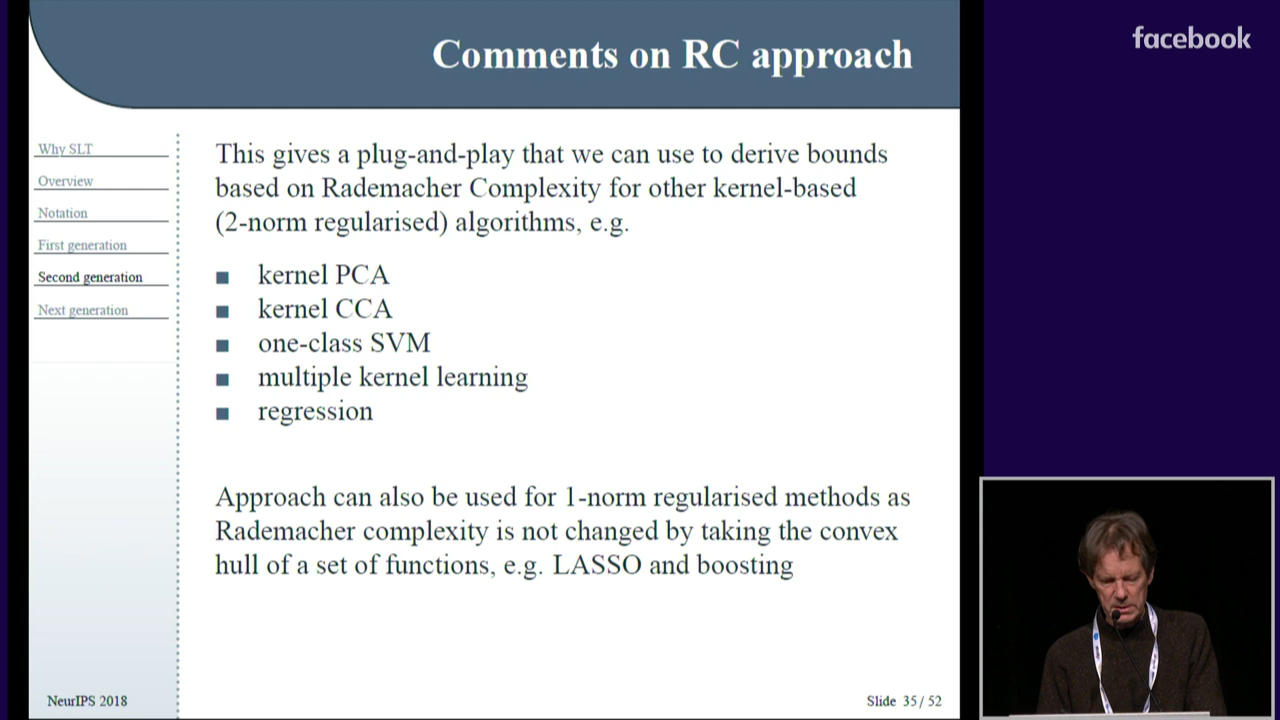 Comments on RC approach
facebook
Why SLT
Overview
Notation
First generation
Second generation
Next generation
This gives a plug-and-play that we can use to derive bounds
based on Rademacher Complexity for other kernel-based
(2-norm regularised) algorithms, e.g.
kernel PCA
kernel CCA
one-class SVM
multiple kernel learning
regression
Approach can also be used for 1-norm regularised methods as
Rademacher complexity is not changed by taking the convex
hull of a set of functions, e.g. LASSO and boosting
NeurIPS 2018
Slide 35/52